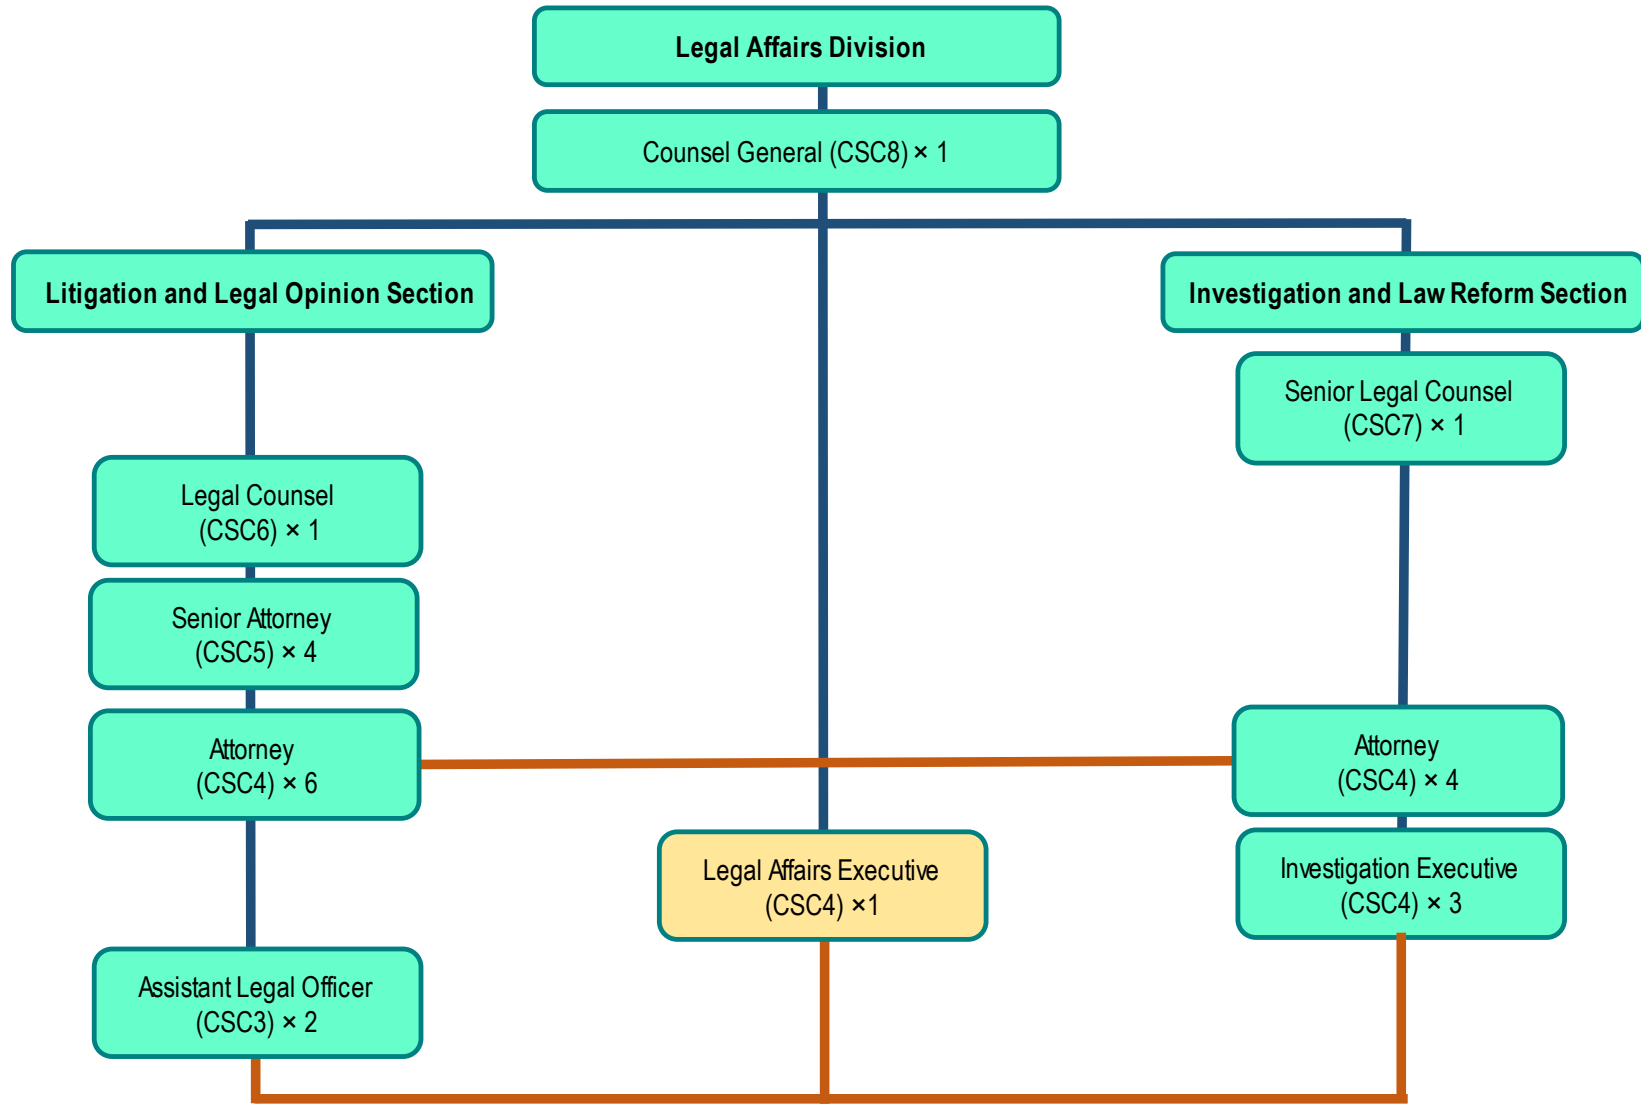 Legal Affairs Division
Counsel General (CSC8) × 1
Litigation and Legal Opinion Section
Investigation and Law Reform Section
Senior Legal Counsel
(CSC7) × 1
Legal Counsel
(CSC6) × 1
Senior Attorney
(CSC5) × 4
Attorney
(CSC4) × 6
Attorney
(CSC4) × 4
Legal Affairs Executive
(CSC4) ×1
Investigation Executive
(CSC4) × 3
Assistant Legal Officer
(CSC3) × 2